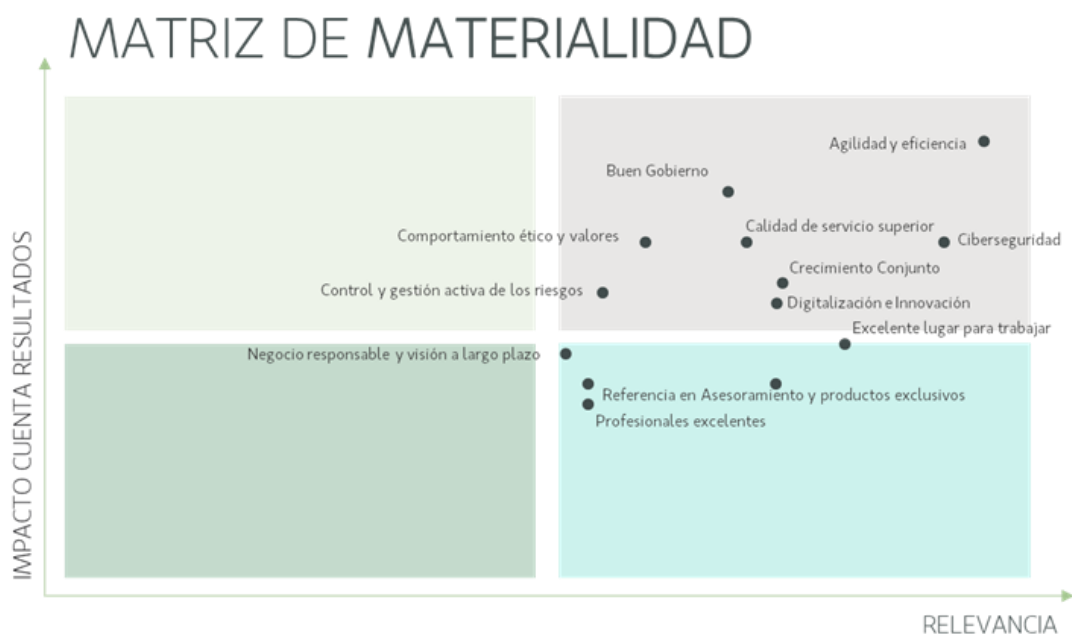 MATRIZ DE MATERIALIDAD
Agilidad y eficiencia
Buen Gobierno
Calidad de servicio superior
Comportamiento ético y valores
Ciberseguridad
Crecimiento Conjunto
Control y gestión activa de los riesgos
Digitalización e Innovación
Excelente lugar para trabajar
Negocio responsable y visión a largo plazo
Referencia en Asesoramiento y productos exclusivos
Profesionales excelentes
IMPACTO CUENTA RESULTADOS
RELEVANCIA